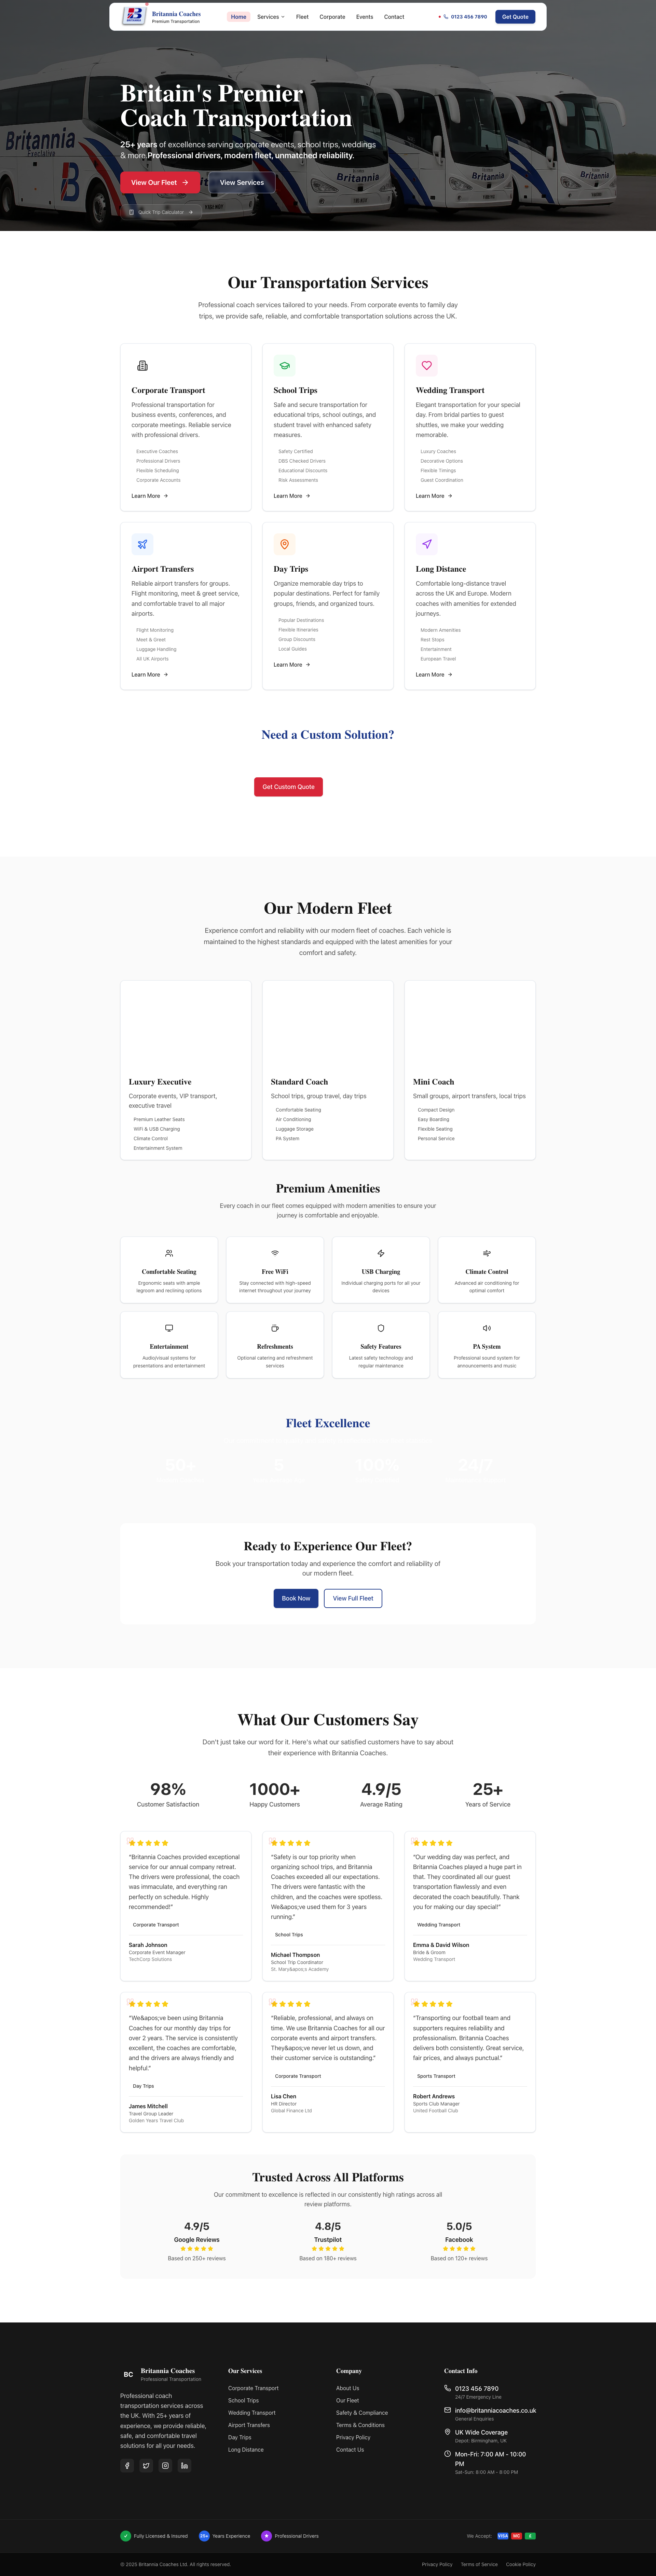 Britannia Coaches
Premium Transportation
Home
Services
Fleet
Corporate
Events
Contact
0123 456 7890
Get Quote
Britain's Premier
Coach Transportation
25+ years of excellence serving corporate events, school trips, weddings
& more. Professional drivers, modern fleet, unmatched reliability.
View Our Fleet
View Services
Quick Trip Calculator
Our Transportation Services
Professional coach services tailored to your needs. From corporate events to family day
trips, we provide safe, reliable, and comfortable transportation solutions across the UK.
Corporate Transport
Professional transportation for
business events, conferences, and
corporate meetings. Reliable service
with professional drivers.
Executive Coaches
Professional Drivers
Flexible Scheduling
Corporate Accounts
Learn More
School Trips
Safe and secure transportation for
educational trips, school outings, and
student travel with enhanced safety
measures.
Safety Certified
DBS Checked Drivers
Educational Discounts
Risk Assessments
Learn More
Wedding Transport
Elegant transportation for your special
day. From bridal parties to guest
shuttles, we make your wedding
memorable.
Luxury Coaches
Decorative Options
Flexible Timings
Guest Coordination
Learn More
Airport Transfers
Reliable airport transfers for groups.
Flight monitoring, meet & greet service,
and comfortable travel to all major
airports.
Flight Monitoring
Meet & Greet
Luggage Handling
All UK Airports
Learn More
Day Trips
Organize memorable day trips to
popular destinations. Perfect for family
groups, friends, and organized tours.
Popular Destinations
Flexible Itineraries
Group Discounts
Local Guides
Learn More
Long Distance
Comfortable long-distance travel
across the UK and Europe. Modern
coaches with amenities for extended
journeys.
Modern Amenities
Rest Stops
Entertainment
European Travel
Learn More
Need a Custom Solution?
Get Custom Quote
Our Modern Fleet
Experience comfort and reliability with our modern fleet of coaches. Each vehicle is
maintained to the highest standards and equipped with the latest amenities for your
comfort and safety.
Luxury Executive
Corporate events, VIP transport,
executive travel
Premium Leather Seats
WiFi & USB Charging
Climate Control
Entertainment System
Standard Coach
School trips, group travel, day trips
Comfortable Seating
Air Conditioning
Luggage Storage
PA System
Mini Coach
Small groups, airport transfers, local trips
Compact Design
Easy Boarding
Flexible Seating
Personal Service
Premium Amenities
Every coach in our fleet comes equipped with modern amenities to ensure your
journey is comfortable and enjoyable.
Comfortable Seating
Ergonomic seats with ample
legroom and reclining options
Free WiFi
Stay connected with high-speed
internet throughout your journey
USB Charging
Individual charging ports for all your
devices
Climate Control
Advanced air conditioning for
optimal comfort
Entertainment
Audio/visual systems for
presentations and entertainment
Refreshments
Optional catering and refreshment
services
Safety Features
Latest safety technology and
regular maintenance
PA System
Professional sound system for
announcements and music
Fleet Excellence
50+
5
100%
24/7
Ready to Experience Our Fleet?
Book your transportation today and experience the comfort and reliability of
our modern fleet.
Book Now
View Full Fleet
What Our Customers Say
Don't just take our word for it. Here's what our satisfied customers have to say about
their experience with Britannia Coaches.
98%
Customer Satisfaction
1000+
Happy Customers
4.9/5
Average Rating
25+
Years of Service
"Britannia Coaches provided exceptional
service for our annual company retreat.
The drivers were professional, the coach
was immaculate, and everything ran
perfectly on schedule. Highly
recommended!"
Corporate Transport
Sarah Johnson
Corporate Event Manager
TechCorp Solutions
"Safety is our top priority when
organizing school trips, and Britannia
Coaches exceeded all our expectations.
The drivers were fantastic with the
children, and the coaches were spotless.
We&apos;ve used them for 3 years
running."
School Trips
Michael Thompson
School Trip Coordinator
St. Mary&apos;s Academy
"Our wedding day was perfect, and
Britannia Coaches played a huge part in
that. They coordinated all our guest
transportation flawlessly and even
decorated the coach beautifully. Thank
you for making our day special!"
Wedding Transport
Emma & David Wilson
Bride & Groom
Wedding Transport
"We&apos;ve been using Britannia
Coaches for our monthly day trips for
over 2 years. The service is consistently
excellent, the coaches are comfortable,
and the drivers are always friendly and
helpful."
Day Trips
James Mitchell
Travel Group Leader
Golden Years Travel Club
"Reliable, professional, and always on
time. We use Britannia Coaches for all our
corporate events and airport transfers.
They&apos;ve never let us down, and
their customer service is outstanding."
Corporate Transport
Lisa Chen
HR Director
Global Finance Ltd
"Transporting our football team and
supporters requires reliability and
professionalism. Britannia Coaches
delivers both consistently. Great service,
fair prices, and always punctual."
Sports Transport
Robert Andrews
Sports Club Manager
United Football Club
Trusted Across All Platforms
Our commitment to excellence is reflected in our consistently high ratings across all
review platforms.
4.9/5
Google Reviews
Based on 250+ reviews
4.8/5
Trustpilot
Based on 180+ reviews
5.0/5
Facebook
Based on 120+ reviews
BC
Britannia Coaches
Professional Transportation
Professional coach
transportation services across
the UK. With 25+ years of
experience, we provide reliable,
safe, and comfortable travel
solutions for all your needs.
Our Services
Corporate Transport
School Trips
Wedding Transport
Airport Transfers
Day Trips
Long Distance
Company
About Us
Our Fleet
Safety & Compliance
Terms & Conditions
Privacy Policy
Contact Us
Contact Info
0123 456 7890
24/7 Emergency Line
info@britanniacoaches.co.uk
General Enquiries
UK Wide Coverage
Depot: Birmingham, UK
Mon-Fri: 7:00 AM - 10:00
PM
Sat-Sun: 8:00 AM - 8:00 PM
Fully Licensed & Insured
25+
Years Experience
Professional Drivers
We Accept:
VISA
MC
© 2025 Britannia Coaches Ltd. All rights reserved.
Privacy Policy
Terms of Service
Cookie Policy